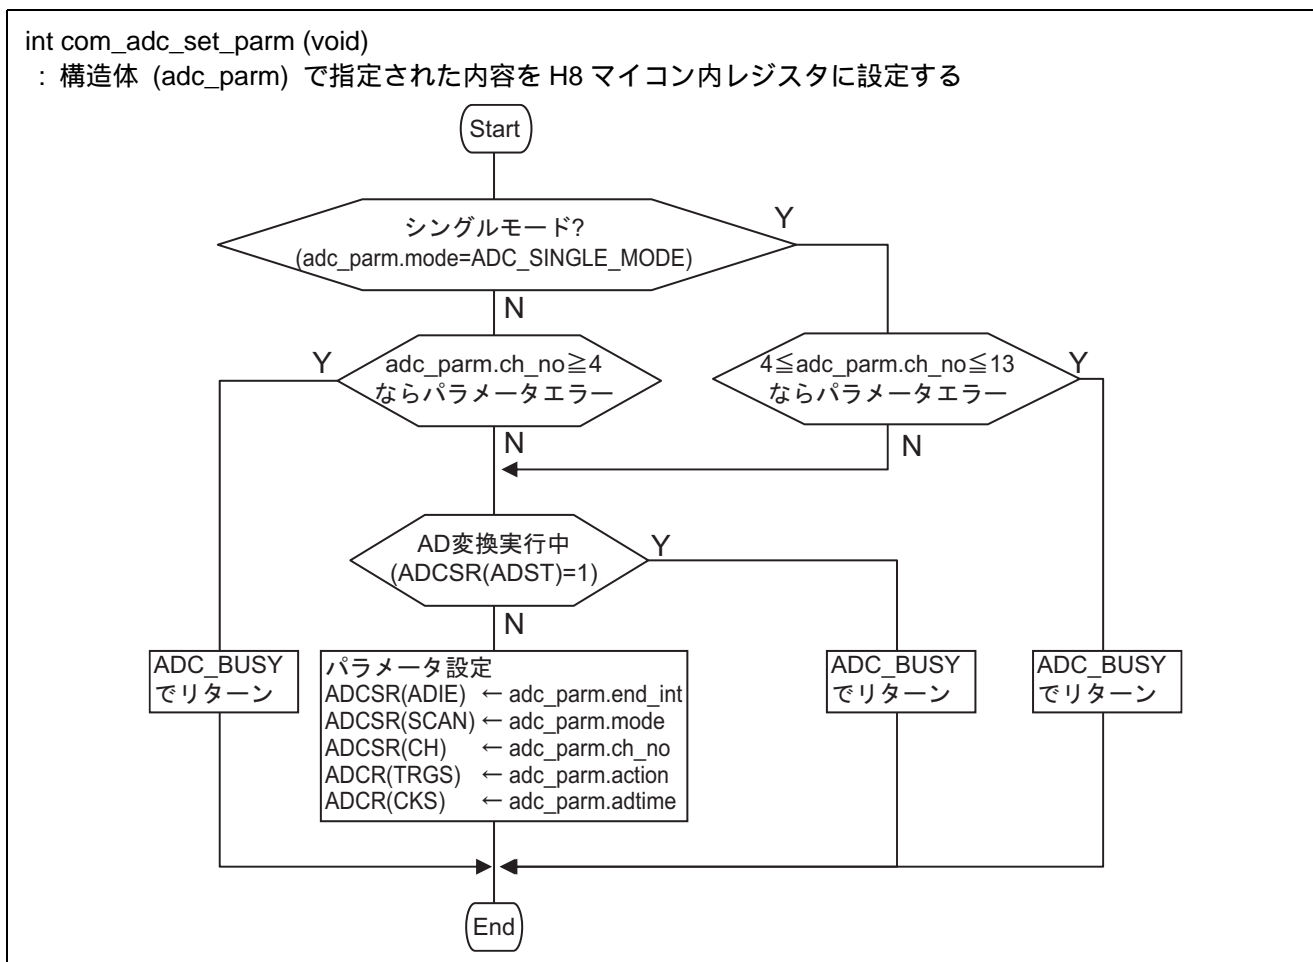 int com_adc_set_parm (void)
: 構造体 (adc_parm) で指定された内容を H8 マイコン内レジスタに設定する
Start
シングルモード?
(adc_parm.mode=ADC_SINGLE_MODE)
Y
N
Y
adc_parm.ch_no≧4
ならパラメータエラー
4≦adc_parm.ch_no≦13
ならパラメータエラー
Y
N
N
AD変換実行中
(ADCSR(ADST)=1)
Y
N
ADC_BUSY
でリターン
パラメータ設定
ADCSR(ADIE) ← adc_parm.end_int
ADCSR(SCAN) ← adc_parm.mode
ADCSR(CH) ← adc_parm.ch_no
ADCR(TRGS) ← adc_parm.action
ADCR(CKS) ← adc_parm.adtime
ADC_BUSY
でリターン
ADC_BUSY
でリターン
End